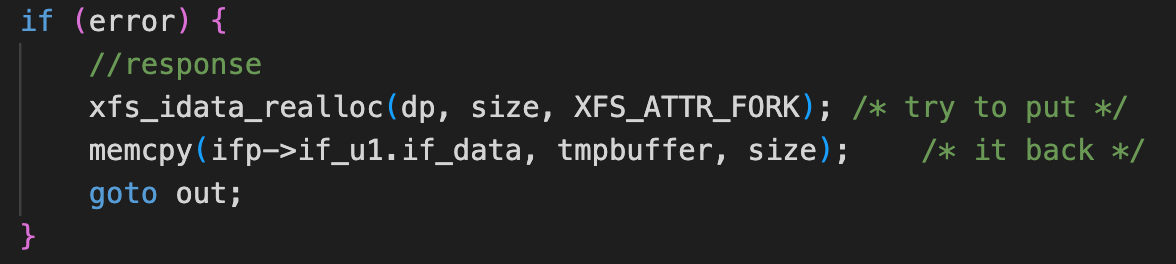 if (error) {
//response
xfs_idata_realloc(dp, size, XFS_ATTR_FORK); /* try to put */
memcpy(ifp->if_u1.if_data, tmpbuffer, size); /* it back */
goto out;
}